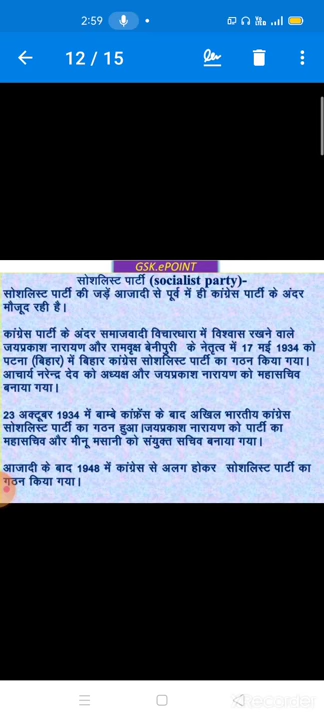 2:59
12 / 15
GSK.ePOINT
सोशलिस्ट पार्टी (socialist party)-
सोशलिस्ट पार्टी की जड़ें आजादी से पूर्व में ही कांग्रेस पार्टी के अंदर
मौजूद रही है।
कांग्रेस पार्टी के अंदर समाजवादी विचारधारा में विश्वास रखने वाले
जयप्रकाश नारायण और रामवृक्ष बेनीपुरी के नेतृत्व में 17 मई 1934 को
पटना (बिहार) में बिहार कांग्रेस सोशलिस्ट पार्टी का गठन किया गया।
आचार्य नरेन्द्र देव को अध्यक्ष और जयप्रकाश नारायण को महासचिव
बनाया गया।
23 अक्टूबर 1934 में बाम्बे कांफ्रेंस के बाद अखिल भारतीय कांग्रेस
सोशलिस्ट पार्टी का गठन हुआ।जयप्रकाश नारायण को पार्टी का
महासचिव और मीनू मसानी को संयुक्त सचिव बनाया गया।
आजादी के बाद 1948 में कांग्रेस से अलग होकर सोशलिस्ट पार्टी का
गठन किया गया।